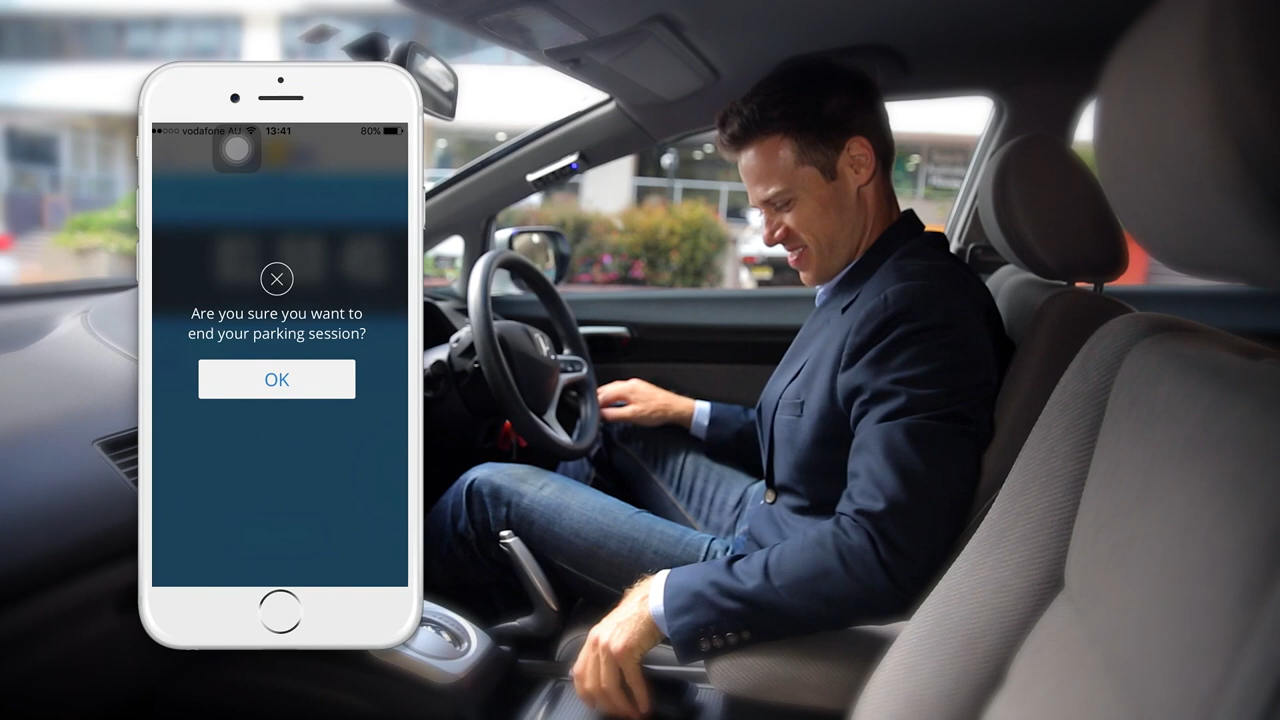 vodafone AU 13:41 80%
Are you sure you want to
end your parking session?
OK